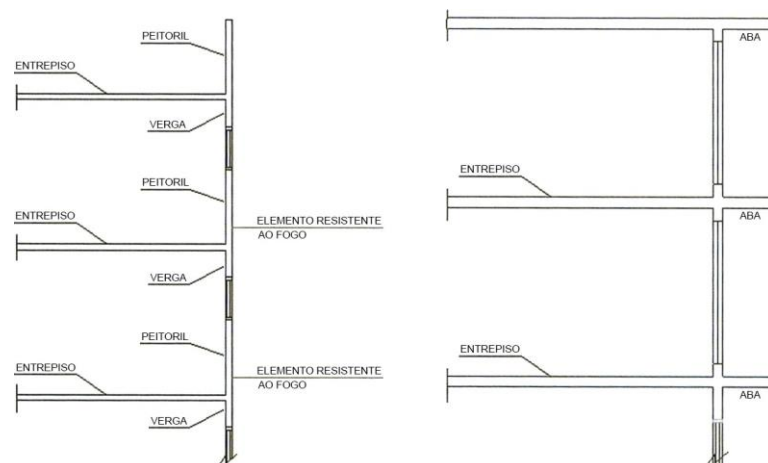 PEITORIL
ENTREPISO
VERGA
PEITORIL
ENTREPISO
ELEMENTO RESISTENTE
AO FOGO
VERGA
PEITORIL
ENTREPISO
ELEMENTO RESISTENTE
AO FOGO
VERGA
ABA
ENTREPISO
ABA
ENTREPISO
ABA